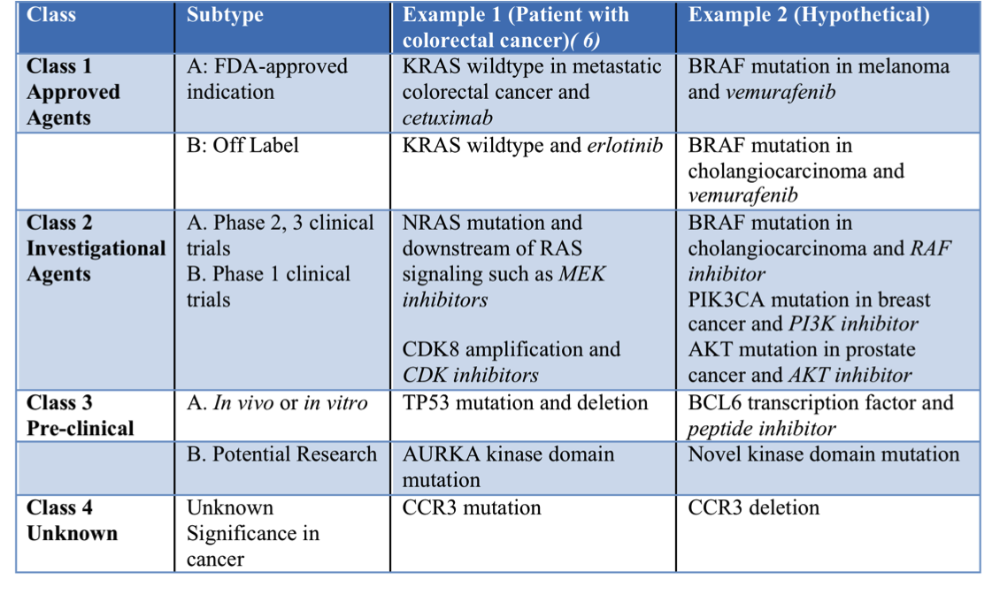 Class
Subtype
Example 1 (Patient with
colorectal cancer)( 6)
Example 2 (Hypothetical)
Class 1
Approved
Agents
A: FDA-approved
indication
KRAS wildtype in metastatic
colorectal cancer and
cetuximab
BRAF mutation in melanoma
and vemurafenib
B: Off Label
KRAS wildtype and erlotinib
BRAF mutation in
cholangiocarcinoma and
vemurafenib
Class 2
Investigational
Agents
A. Phase 2, 3 clinical
trials
B. Phase 1 clinical
trials
NRAS mutation and
downstream of RAS
signaling such as MEK
inhibitors
CDK8 amplification and
CDK inhibitors
BRAF mutation in
cholangiocarcinoma and RAF
inhibitor
PIK3CA mutation in breast
cancer and PI3K inhibitor
AKT mutation in prostate
cancer and AKT inhibitor
Class 3
Pre-clinical
A. In vivo or in vitro
TP53 mutation and deletion
BCL6 transcription factor and
peptide inhibitor
B. Potential Research
AURKA kinase domain
mutation
Novel kinase domain mutation
Class 4
Unknown
Unknown
Significance in
cancer
CCR3 mutation
CCR3 deletion